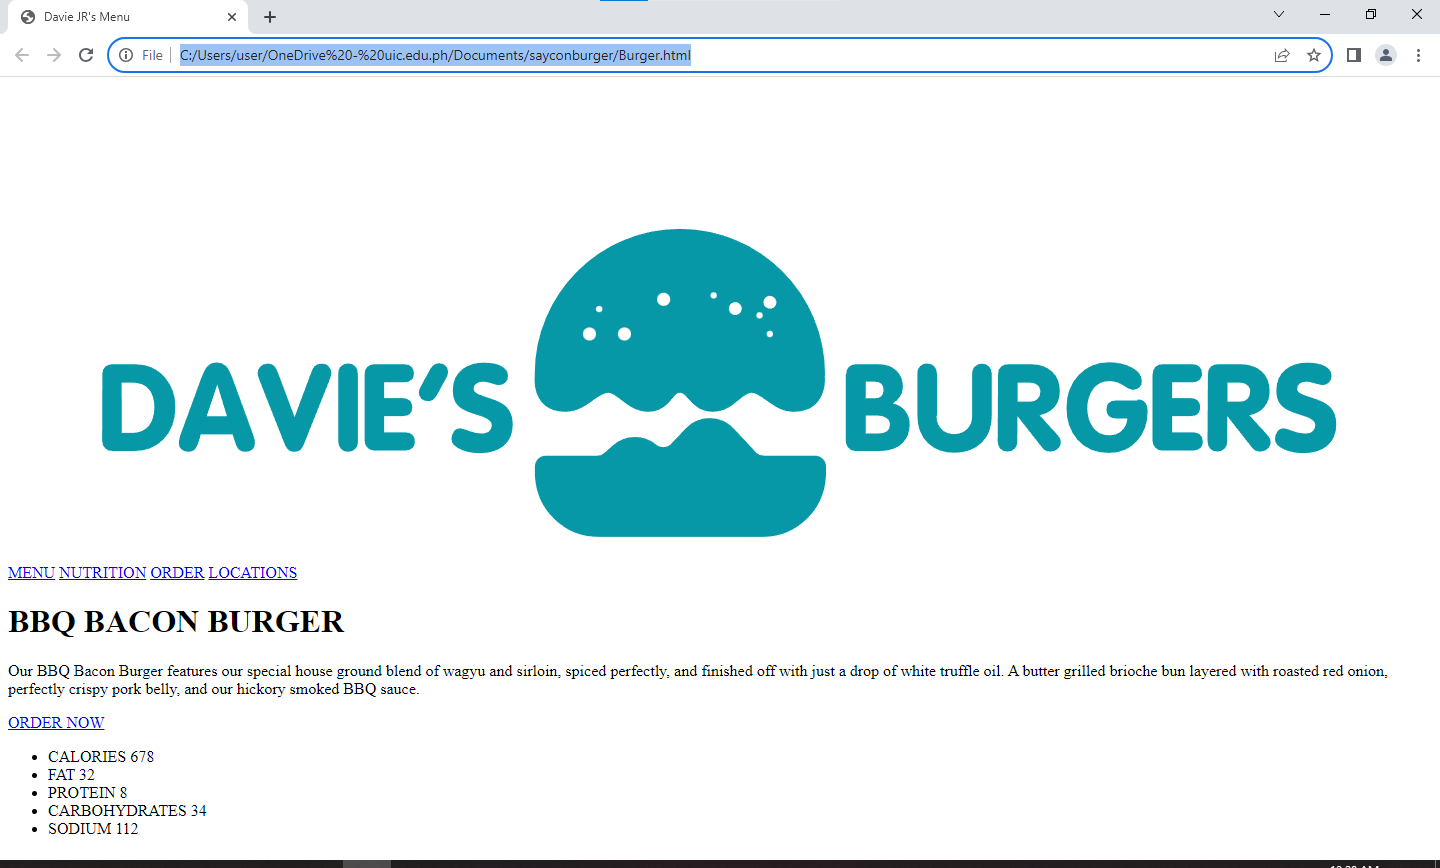 Davie JR's Menu
File
C:/Users/user/OneDrive%20-%20uic.edu.ph/Documents/sayconburger/Burger.html
DAVIE'S BURGERS
MENU NUTRITION ORDER LOCATIONS
BBQ BACON BURGER
Our BBQ Bacon Burger features our special house ground blend of wagyu and sirloin, spiced perfectly, and finished off with just a drop of white truffle oil. A butter grilled brioche bun layered with roasted red onion,
perfectly crispy pork belly, and our hickory smoked BBQ sauce.
ORDER NOW
CALORIES 678
FAT 32
PROTEIN 8
CARBOHYDRATES 34
SODIUM 112